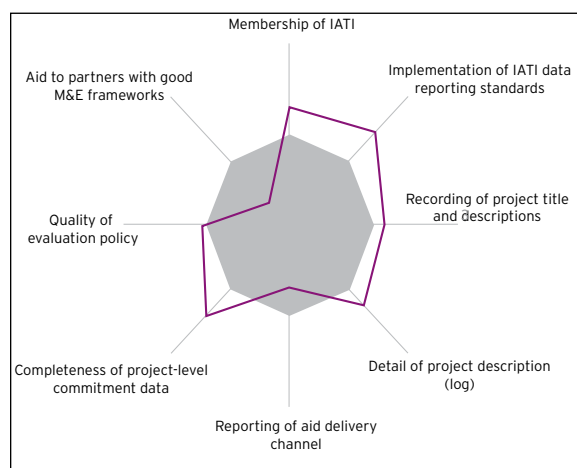 Membership of IATI
Implementation of IATI data
reporting standards
Aid to partners with good
M&E frameworks
Recording of project title
and descriptions
Quality of
evaluation policy
Detail of project description
(log)
Completeness of project-level
commitment data
Reporting of aid delivery
channel